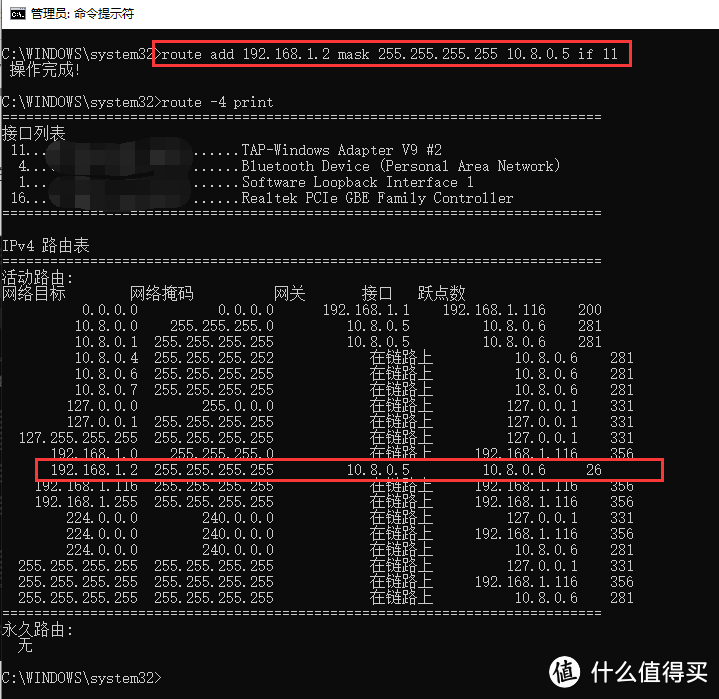 管理员: 命令提示符
C:\WINDOWS\system32>route add 192.168.1.2 mask 255.255.255.255 10.8.0.5 if 11
操作完成!
C:\WINDOWS\system32>route -4 print
===========================================================================
接口列表
11... ......TAP-Windows Adapter V9 #2
4... ......Bluetooth Device (Personal Area Network)
1... ......Software Loopback Interface 1
16... ......Realtek PCIe GBE Family Controller
===========================================================================
IPv4 路由表
===========================================================================
活动路由:
网络目标 网络掩码 网关 接口 跃点数
0.0.0.0 0.0.0.0 192.168.1.1 192.168.1.116 200
10.8.0.0 255.255.255.0 10.8.0.5 10.8.0.6 281
10.8.0.1 255.255.255.255 10.8.0.5 10.8.0.6 281
10.8.0.4 255.255.255.252 在链路上 10.8.0.6 281
10.8.0.6 255.255.255.255 在链路上 10.8.0.6 281
10.8.0.7 255.255.255.255 在链路上 10.8.0.6 281
127.0.0.0 255.0.0.0 在链路上 127.0.0.1 331
127.0.0.1 255.255.255.255 在链路上 127.0.0.1 331
127.255.255.255 255.255.255.255 在链路上 127.0.0.1 331
192.168.1.0 255.255.255.0 在链路上 192.168.1.116 356
192.168.1.2 255.255.255.255 10.8.0.5 10.8.0.6 26
192.168.1.116 255.255.255.255 在链路上 192.168.1.116 356
192.168.1.255 255.255.255.255 在链路上 192.168.1.116 356
224.0.0.0 240.0.0.0 在链路上 127.0.0.1 331
224.0.0.0 240.0.0.0 在链路上 192.168.1.116 356
224.0.0.0 240.0.0.0 在链路上 10.8.0.6 281
255.255.255.255 255.255.255.255 在链路上 127.0.0.1 331
255.255.255.255 255.255.255.255 在链路上 192.168.1.116 356
255.255.255.255 255.255.255.255 在链路上 10.8.0.6 281
===========================================================================
永久路由:
无
C:\WINDOWS\system32>
值 什么值得买